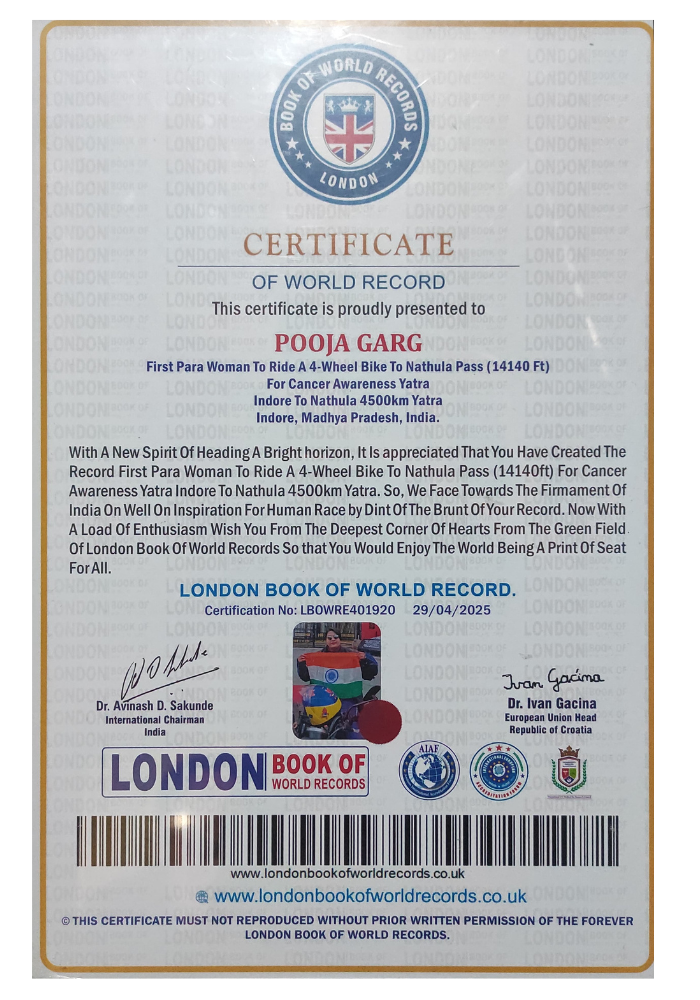 BOOK OF WORLD RECORDS
LONDON
CERTIFICATE
OF WORLD RECORD
This certificate is proudly presented to
POOJA GARG
First Para Woman To Ride A 4-Wheel Bike To Nathula Pass (14140 Ft)
For Cancer Awareness Yatra
Indore To Nathula 4500km Yatra
Indore, Madhya Pradesh, India.
With A New Spirit Of Heading A Bright horizon, It Is appreciated That You Have Created The
Record First Para Woman To Ride A 4-Wheel Bike To Nathula Pass (14140ft) For Cancer
Awareness Yatra Indore To Nathula 4500km Yatra. So, We Face Towards The Firmament Of
India On Well On Inspiration For Human Race by Dint Of The Brunt Of Your Record. Now With
A Load Of Enthusiasm Wish You From The Deepest Corner Of Hearts From The Green Field
Of London Book Of World Records So that You Would Enjoy The World Being A Print Of Seat
For All.
LONDON BOOK OF WORLD RECORD.
Certification No: LBOWRE401920 29/04/2025
Ivan Gacina
Dr. Avinash D. Sakunde
International Chairman
India
Dr. Ivan Gacina
European Union Head
Republic of Croatia
LONDON BOOK OF
WORLD RECORDS
AIAF
www.londonbookofworldrecords.co.uk
www.londonbookofworldrecords.co.uk
© THIS CERTIFICATE MUST NOT REPRODUCED WITHOUT PRIOR WRITTEN PERMISSION OF THE FOREVER
LONDON BOOK OF WORLD RECORDS.